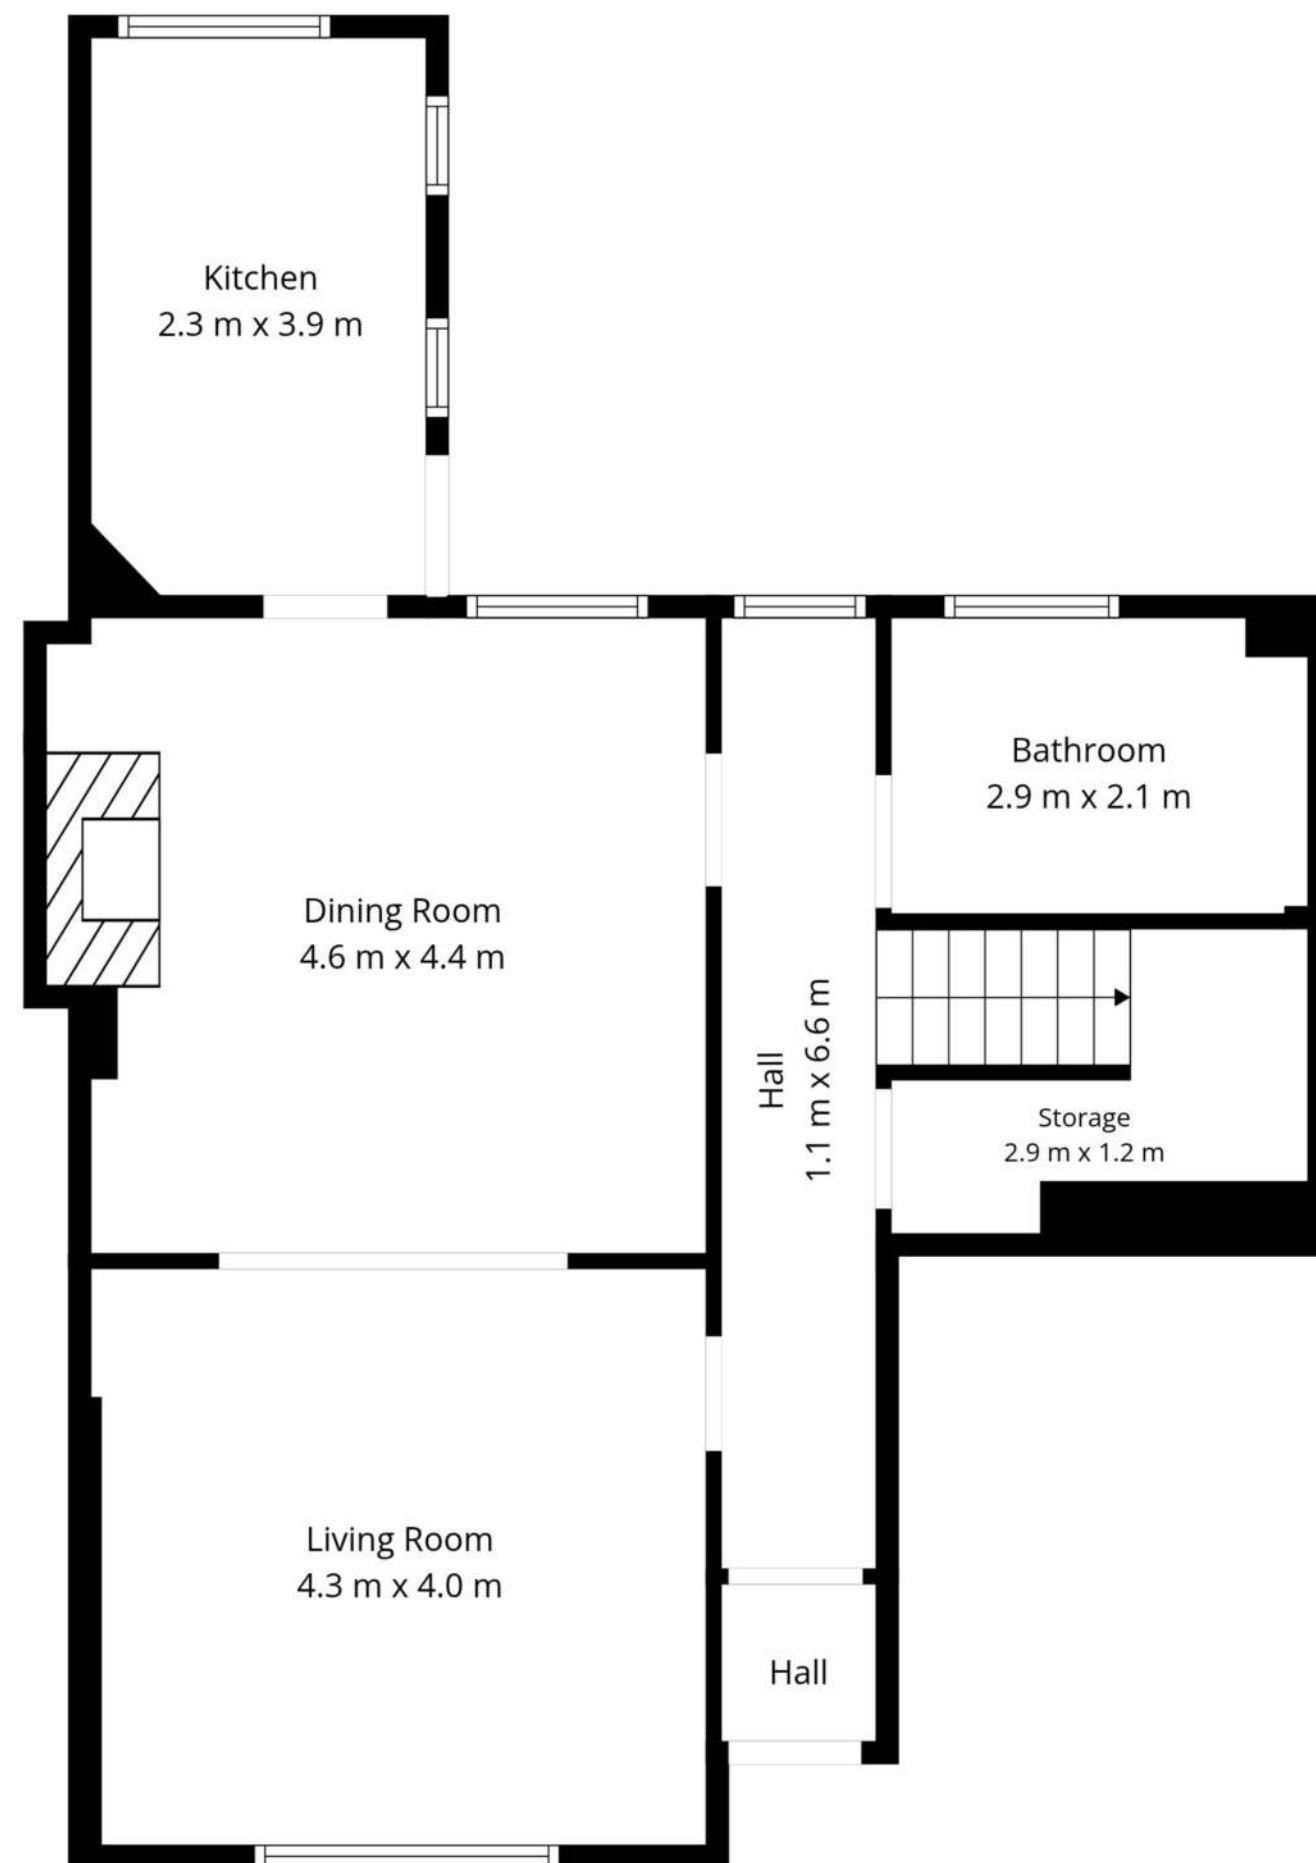 Kitchen
2.3 m x 3.9 m
Bathroom
2.9 m x 2.1 m
Dining Room
4.6 m x 4.4 m
Hall
1.1 m x 6.6 m
Storage
2.9 m x 1.2 m
Living Room
4.3 m x 4.0 m
Hall